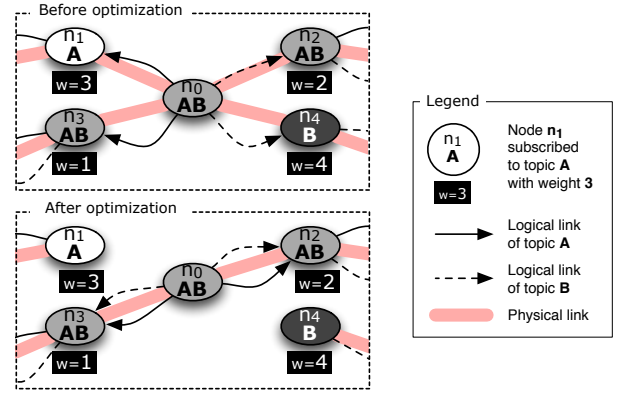 Before optimization
n1
A
w=3
n2
AB
w=2
n0
AB
n3
AB
w=1
n4
B
w=4
After optimization
n1
A
w=3
n2
AB
w=2
n0
AB
n3
AB
w=1
n4
B
w=4
Legend
n1
A
w=3
Node n1
subscribed
to topic A
with weight 3
Logical link
of topic A
Logical link
of topic B
Physical link